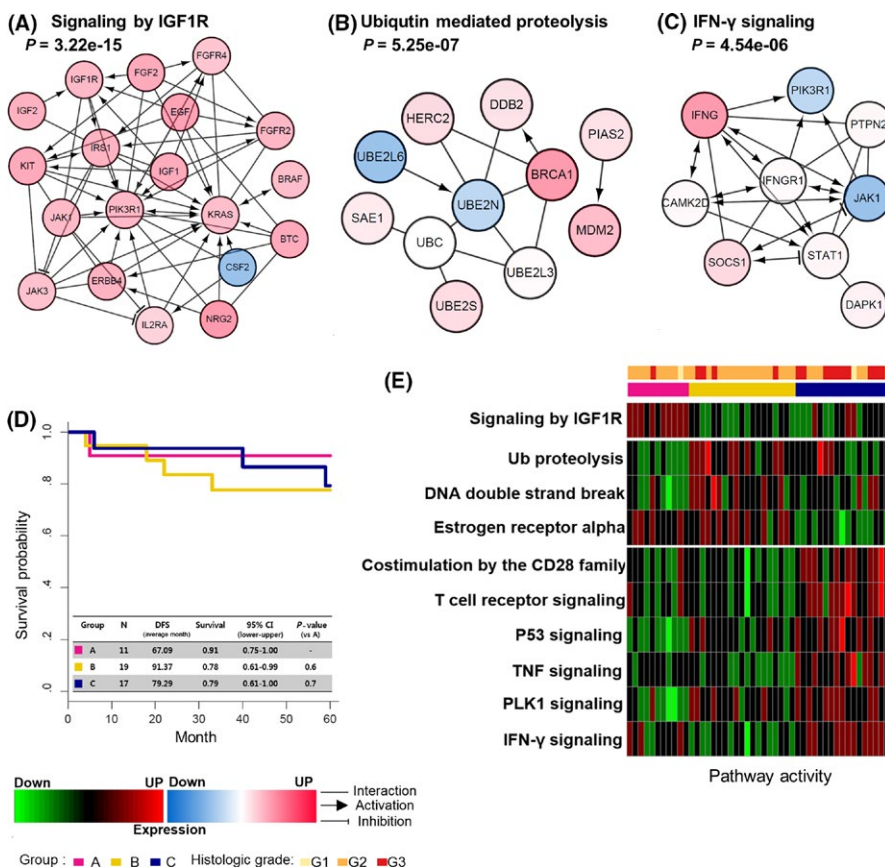 (A) Signaling by IGF1R
P = 3.22e-15
FGFR4
IGF1R
FGF2
IGF2
EGF
FGFR2
IRS1
KIT
IGF1
BRAF
JAK1
PIK3R1
KRAS
BTC
CSF2
JAK3
ERBB4
IL2RA
NRG2
(B) Ubiqutin mediated proteolysis
P = 5.25e-07
DDB2
HERC2
PIAS2
UBE2L6
BRCA1
UBE2N
SAE1
MDM2
UBC
UBE2L3
UBE2S
(C) IFN-γ signaling
P = 4.54e-06
PIK3R1
IFNG
PTPN2
IFNGR1
CAMK2D
JAK1
SOCS1
STAT1
DAPK1
(D)
Survival probability
1.0
.8
.6
.4
.2
.0
Group N DFS (average month) Survival 95% CI (lower-upper) P-value (vs A)
A 11 67.09 0.91 0.75-1.00 -
B 19 91.37 0.78 0.61-0.99 0.6
C 17 79.29 0.79 0.61-1.00 0.7
0 10 20 30 40 50 60
Month
(E)
Signaling by IGF1R
Ub proteolysis
DNA double strand break
Estrogen receptor alpha
Costimulation by the CD28 family
T cell receptor signaling
P53 signaling
TNF signaling
PLK1 signaling
IFN-γ signaling
Pathway activity
Down UP Down UP
Expression
Interaction
Activation
Inhibition
Group : A B C Histologic grade: G1 G2 G3